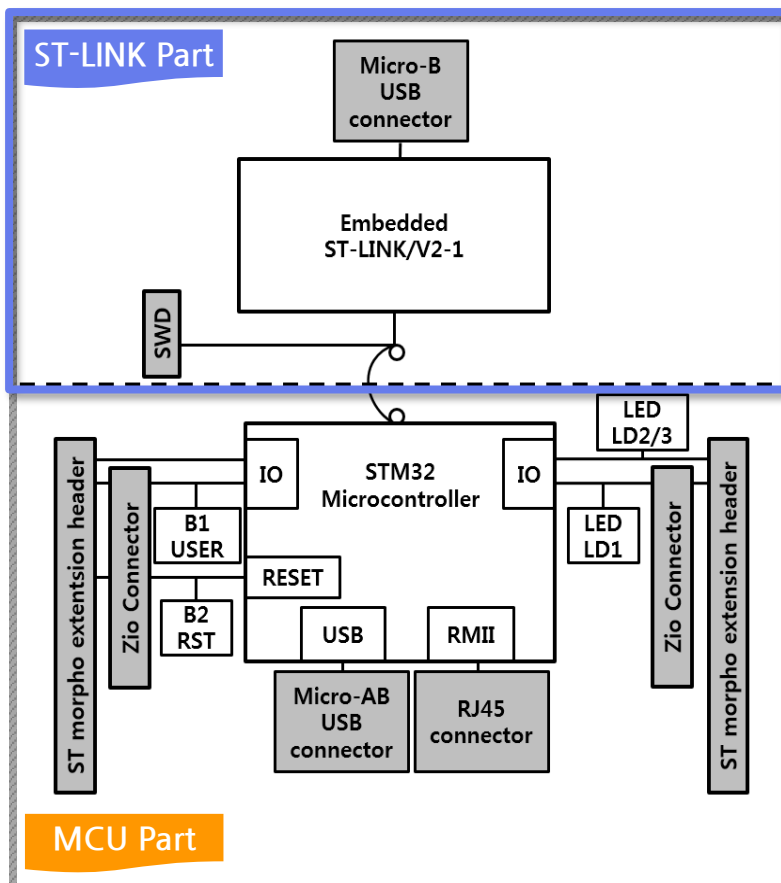 ST-LINK Part
Micro-B
USB
connector
Embedded
ST-LINK/V2-1
SWD
LED
LD2/3
IO
STM32
Microcontroller
IO
B1
USER
LED
LD1
ST morpho extentsion header
Zio Connector
Zio Connector
ST morpho extension header
RESET
B2
RST
USB
RMII
Micro-AB
USB
connector
RJ45
connector
MCU Part